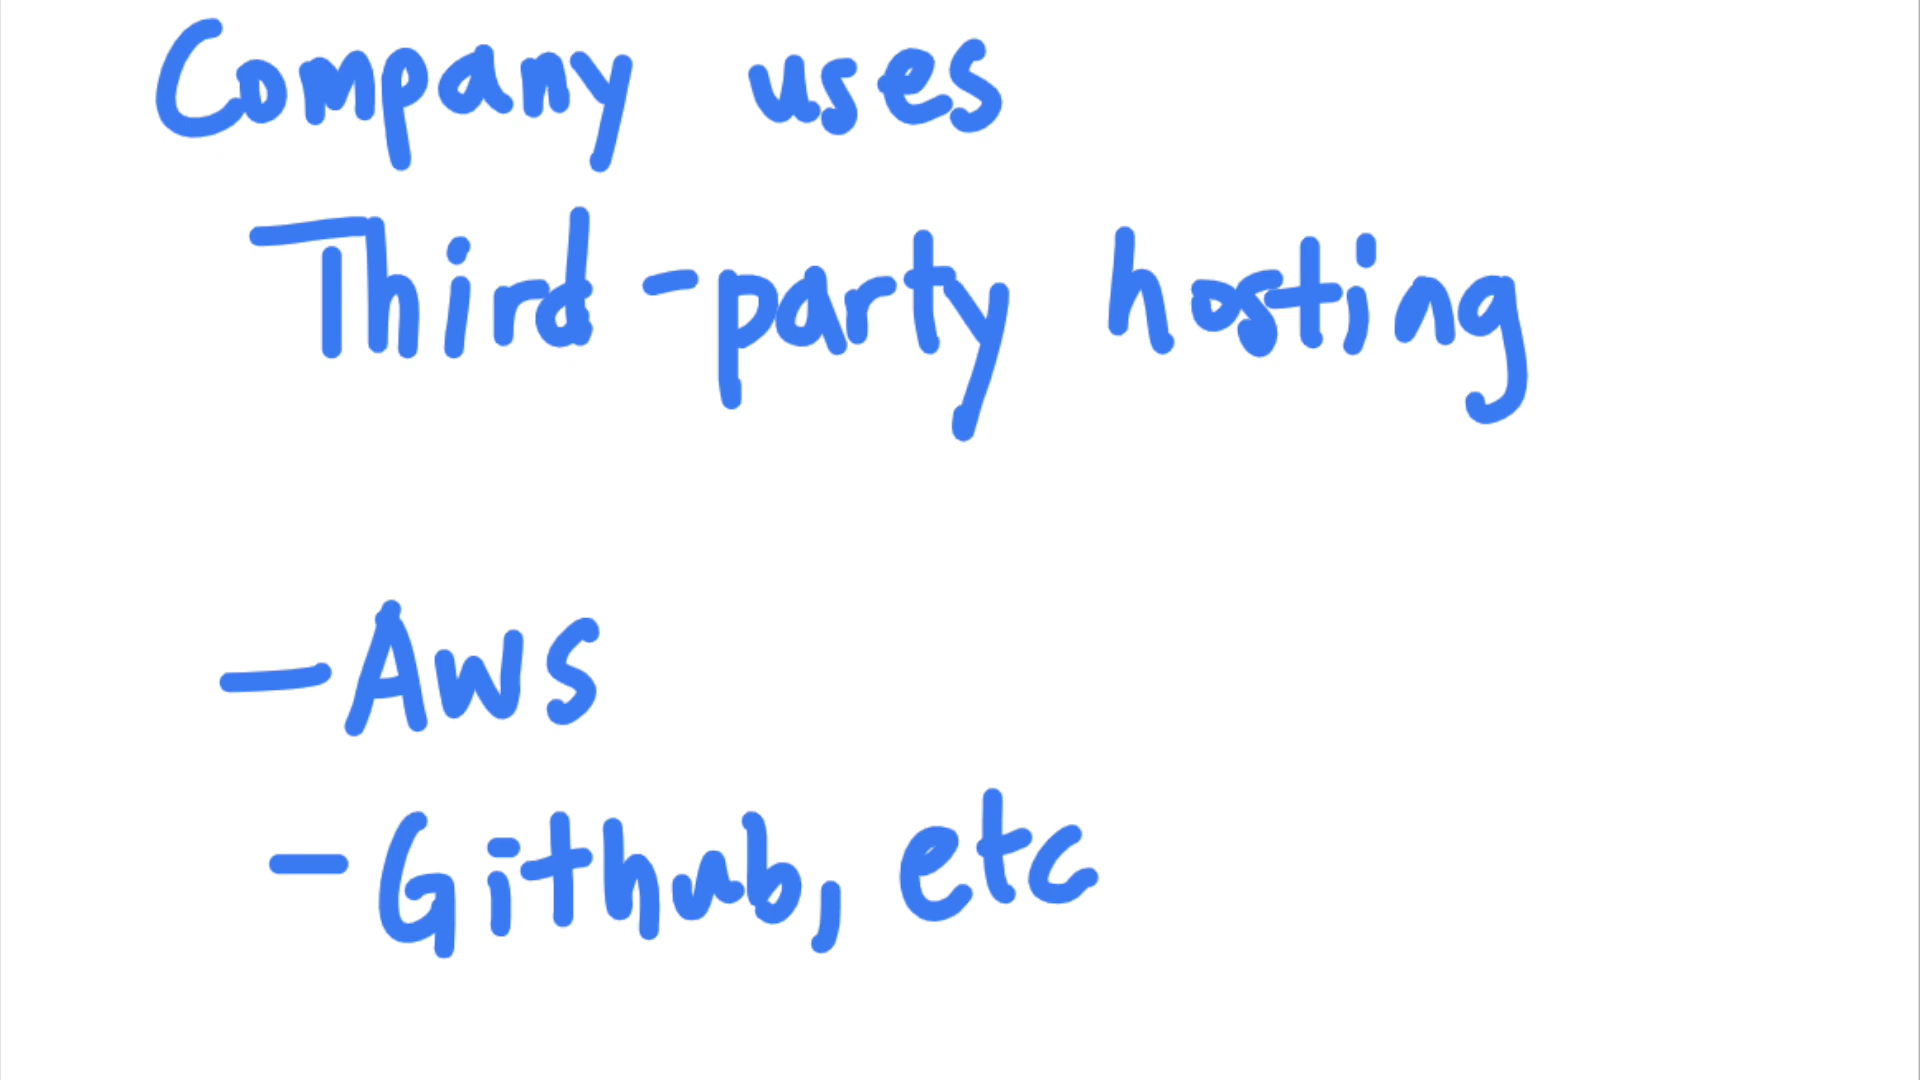 Company uses
Third-party hosting
- Aws
- Github, etc